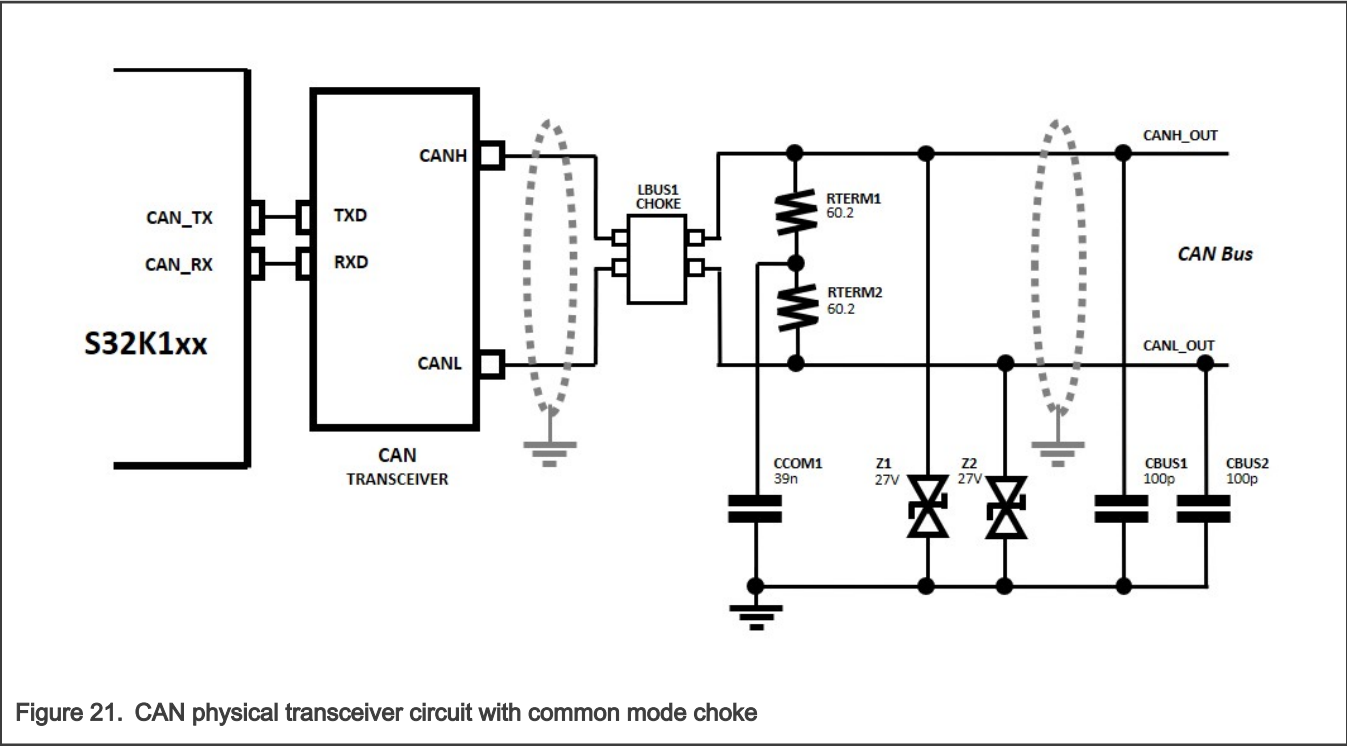 CANH_OUT
CANH
LBUS1
CHOKE
RTERM1
60.2
CAN_TX
TXD
CAN_RX
RXD
CAN Bus
RTERM2
60.2
S32K1xx
CANL_OUT
CANL
CAN
TRANSCEIVER
CCOM1
39n
Z1
27V
Z2
27V
CBUS1
100p
CBUS2
100p
Figure 21. CAN physical transceiver circuit with common mode choke